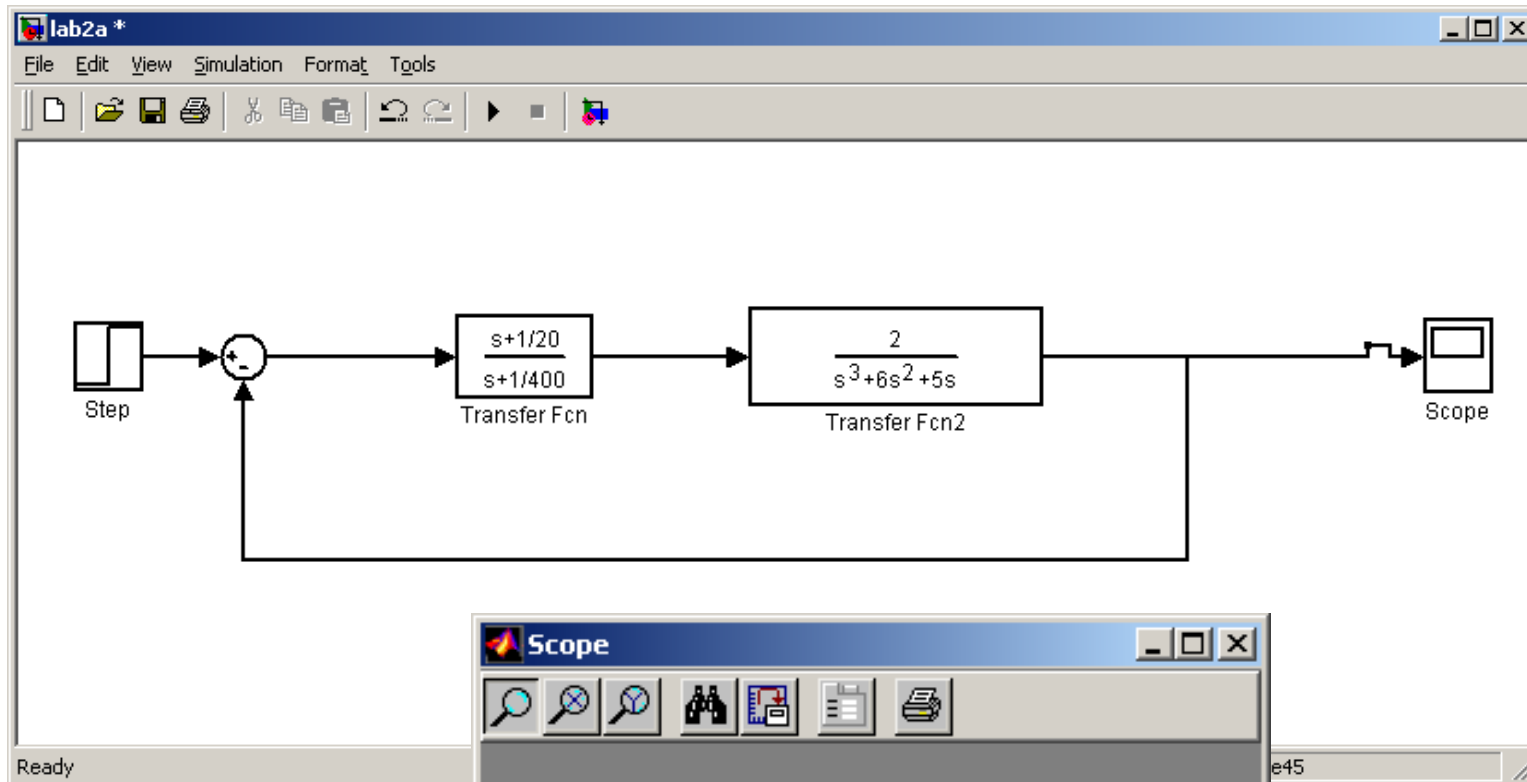 lab2a *
File Edit View Simulation Format Tools
s+1/20
s+1/400
2
s³+6s²+5s
+
-
Step
Transfer Fcn
Transfer Fcn2
Scope
Scope
Ready
e45